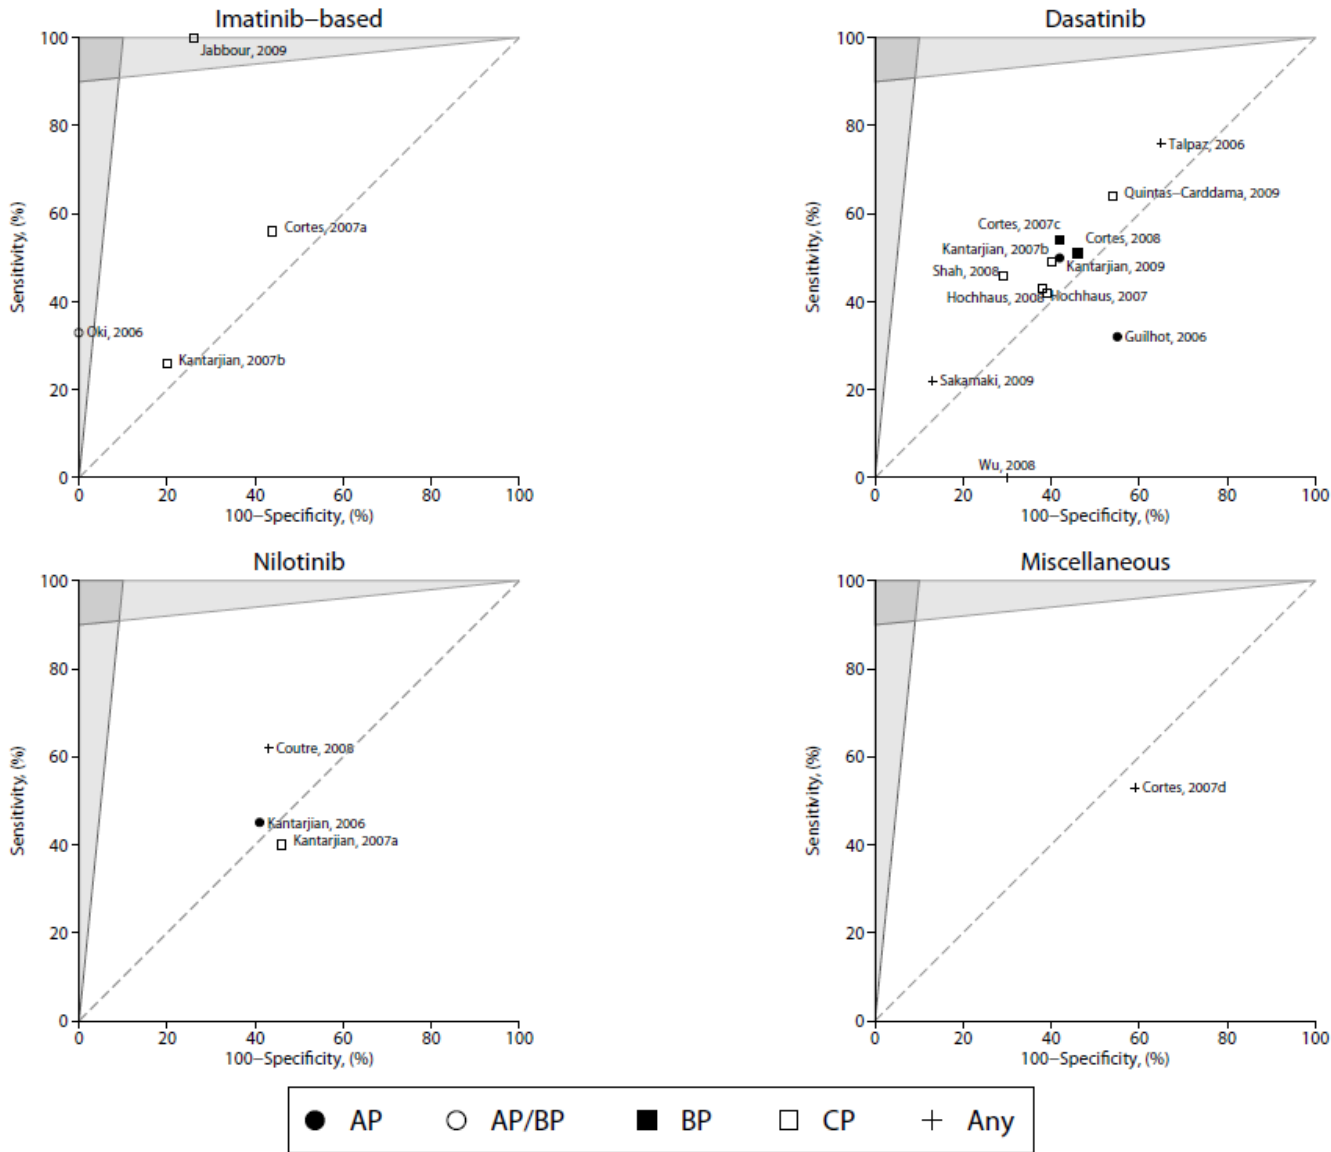 Imatinib−based
Sensitivity, (%)
100
80
60
40
20
0
Jabbour, 2009
Cortes, 2007a
Oki, 2006
Kantarjian, 2007b
0 20 40 60 80 100
100−Specificity, (%)
Dasatinib
Sensitivity, (%)
100
80
60
40
20
0
Talpaz, 2006
Quintas−Carddama, 2009
Cortes, 2007c
Cortes, 2008
Kantarjian, 2007b
Kantarjian, 2009
Shah, 2008
Hochhaus, 2008
Hochhaus, 2007
Guilhot, 2006
Sakamaki, 2009
Wu, 2008
0 20 40 60 80 100
100−Specificity, (%)
Nilotinib
Sensitivity, (%)
100
80
60
40
20
0
Coutre, 2008
Kantarjian, 2006
Kantarjian, 2007a
0 20 40 60 80 100
100−Specificity, (%)
Miscellaneous
Sensitivity, (%)
100
80
60
40
20
0
Cortes, 2007d
0 20 40 60 80 100
100−Specificity, (%)
AP AP/BP BP CP Any